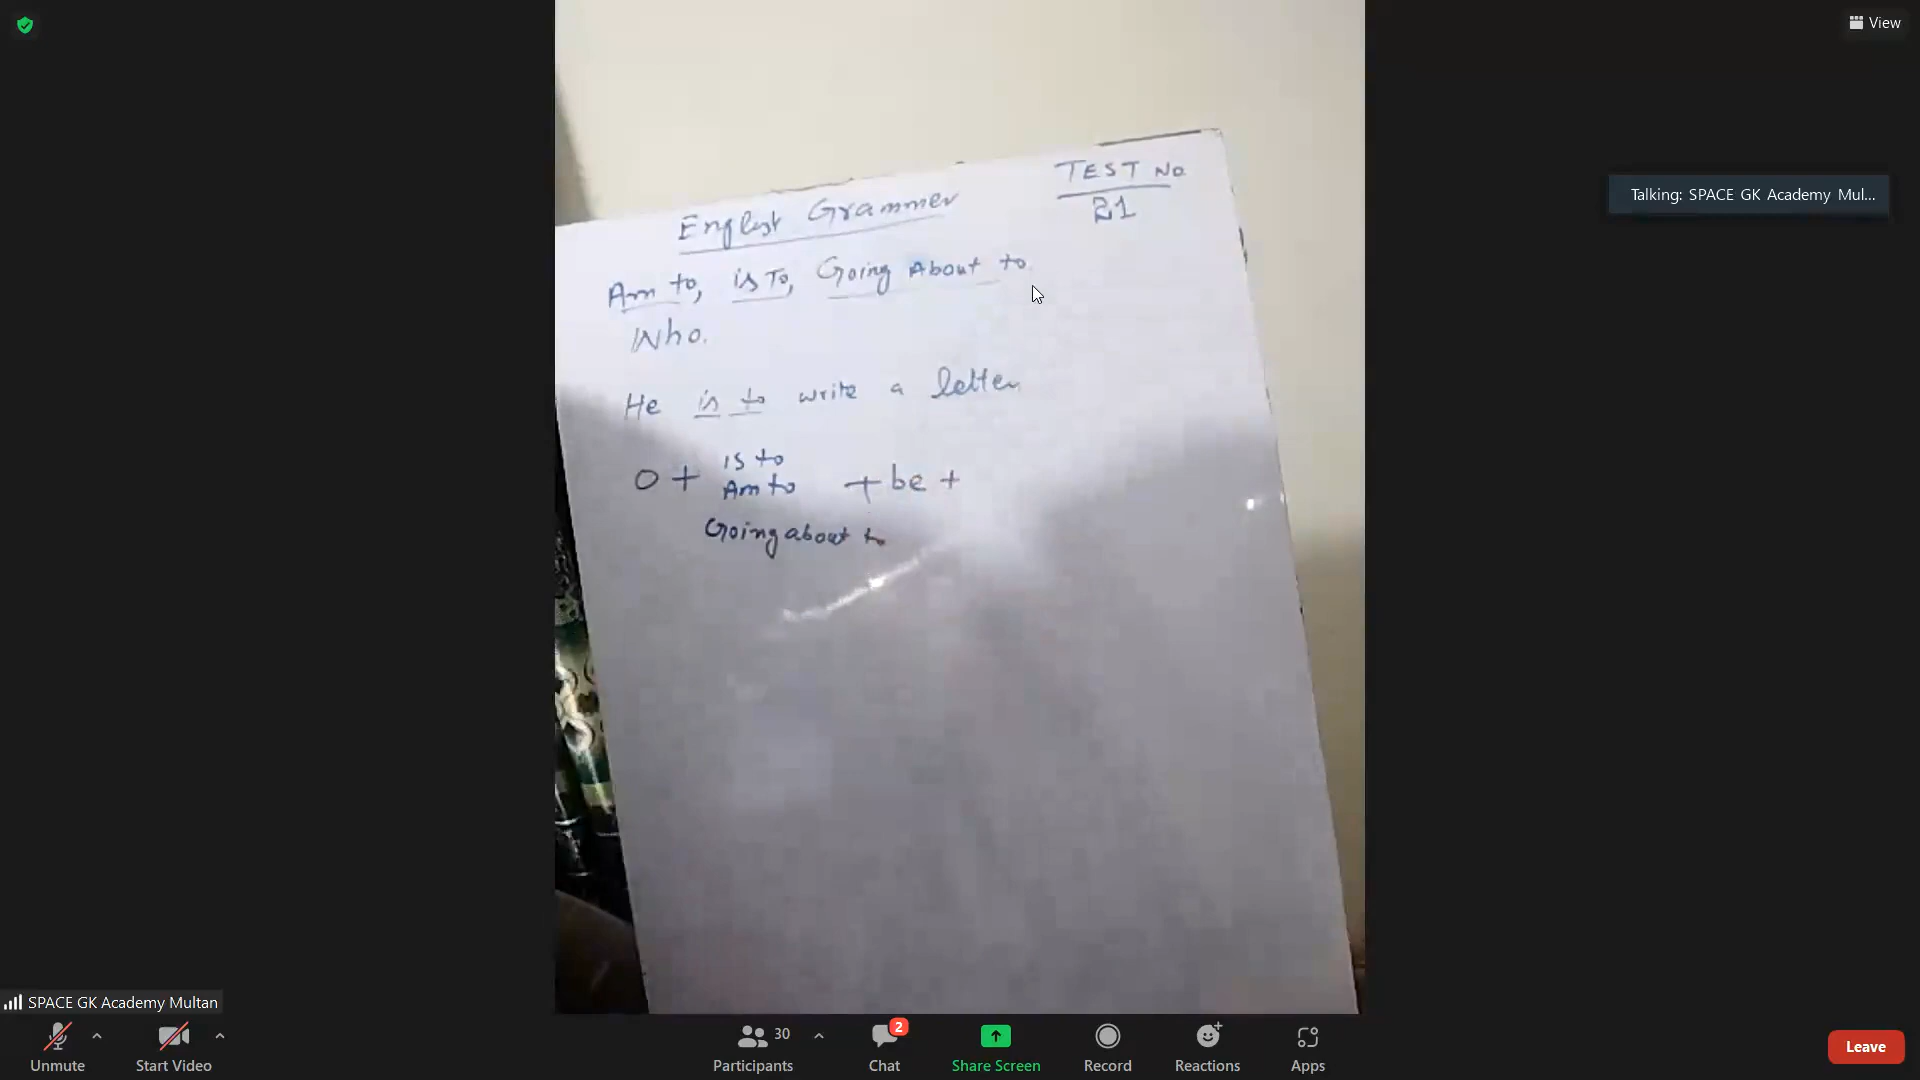 View
Talking: SPACE GK Academy Mul...
TEST No
21
Englist Grammer
Am to, is To, Going About to
Who.
He is to write a letter
O + is to
Am to + be +
Going about to
SPACE GK Academy Multan
Unmute
Start Video
30
Participants
2
Chat
Share Screen
Record
Reactions
Apps
Leave